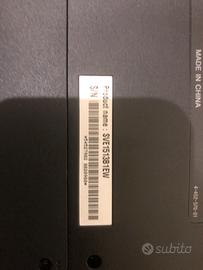 Product name : SVE1513B1EW
S/N
MADE IN CHINA
subito